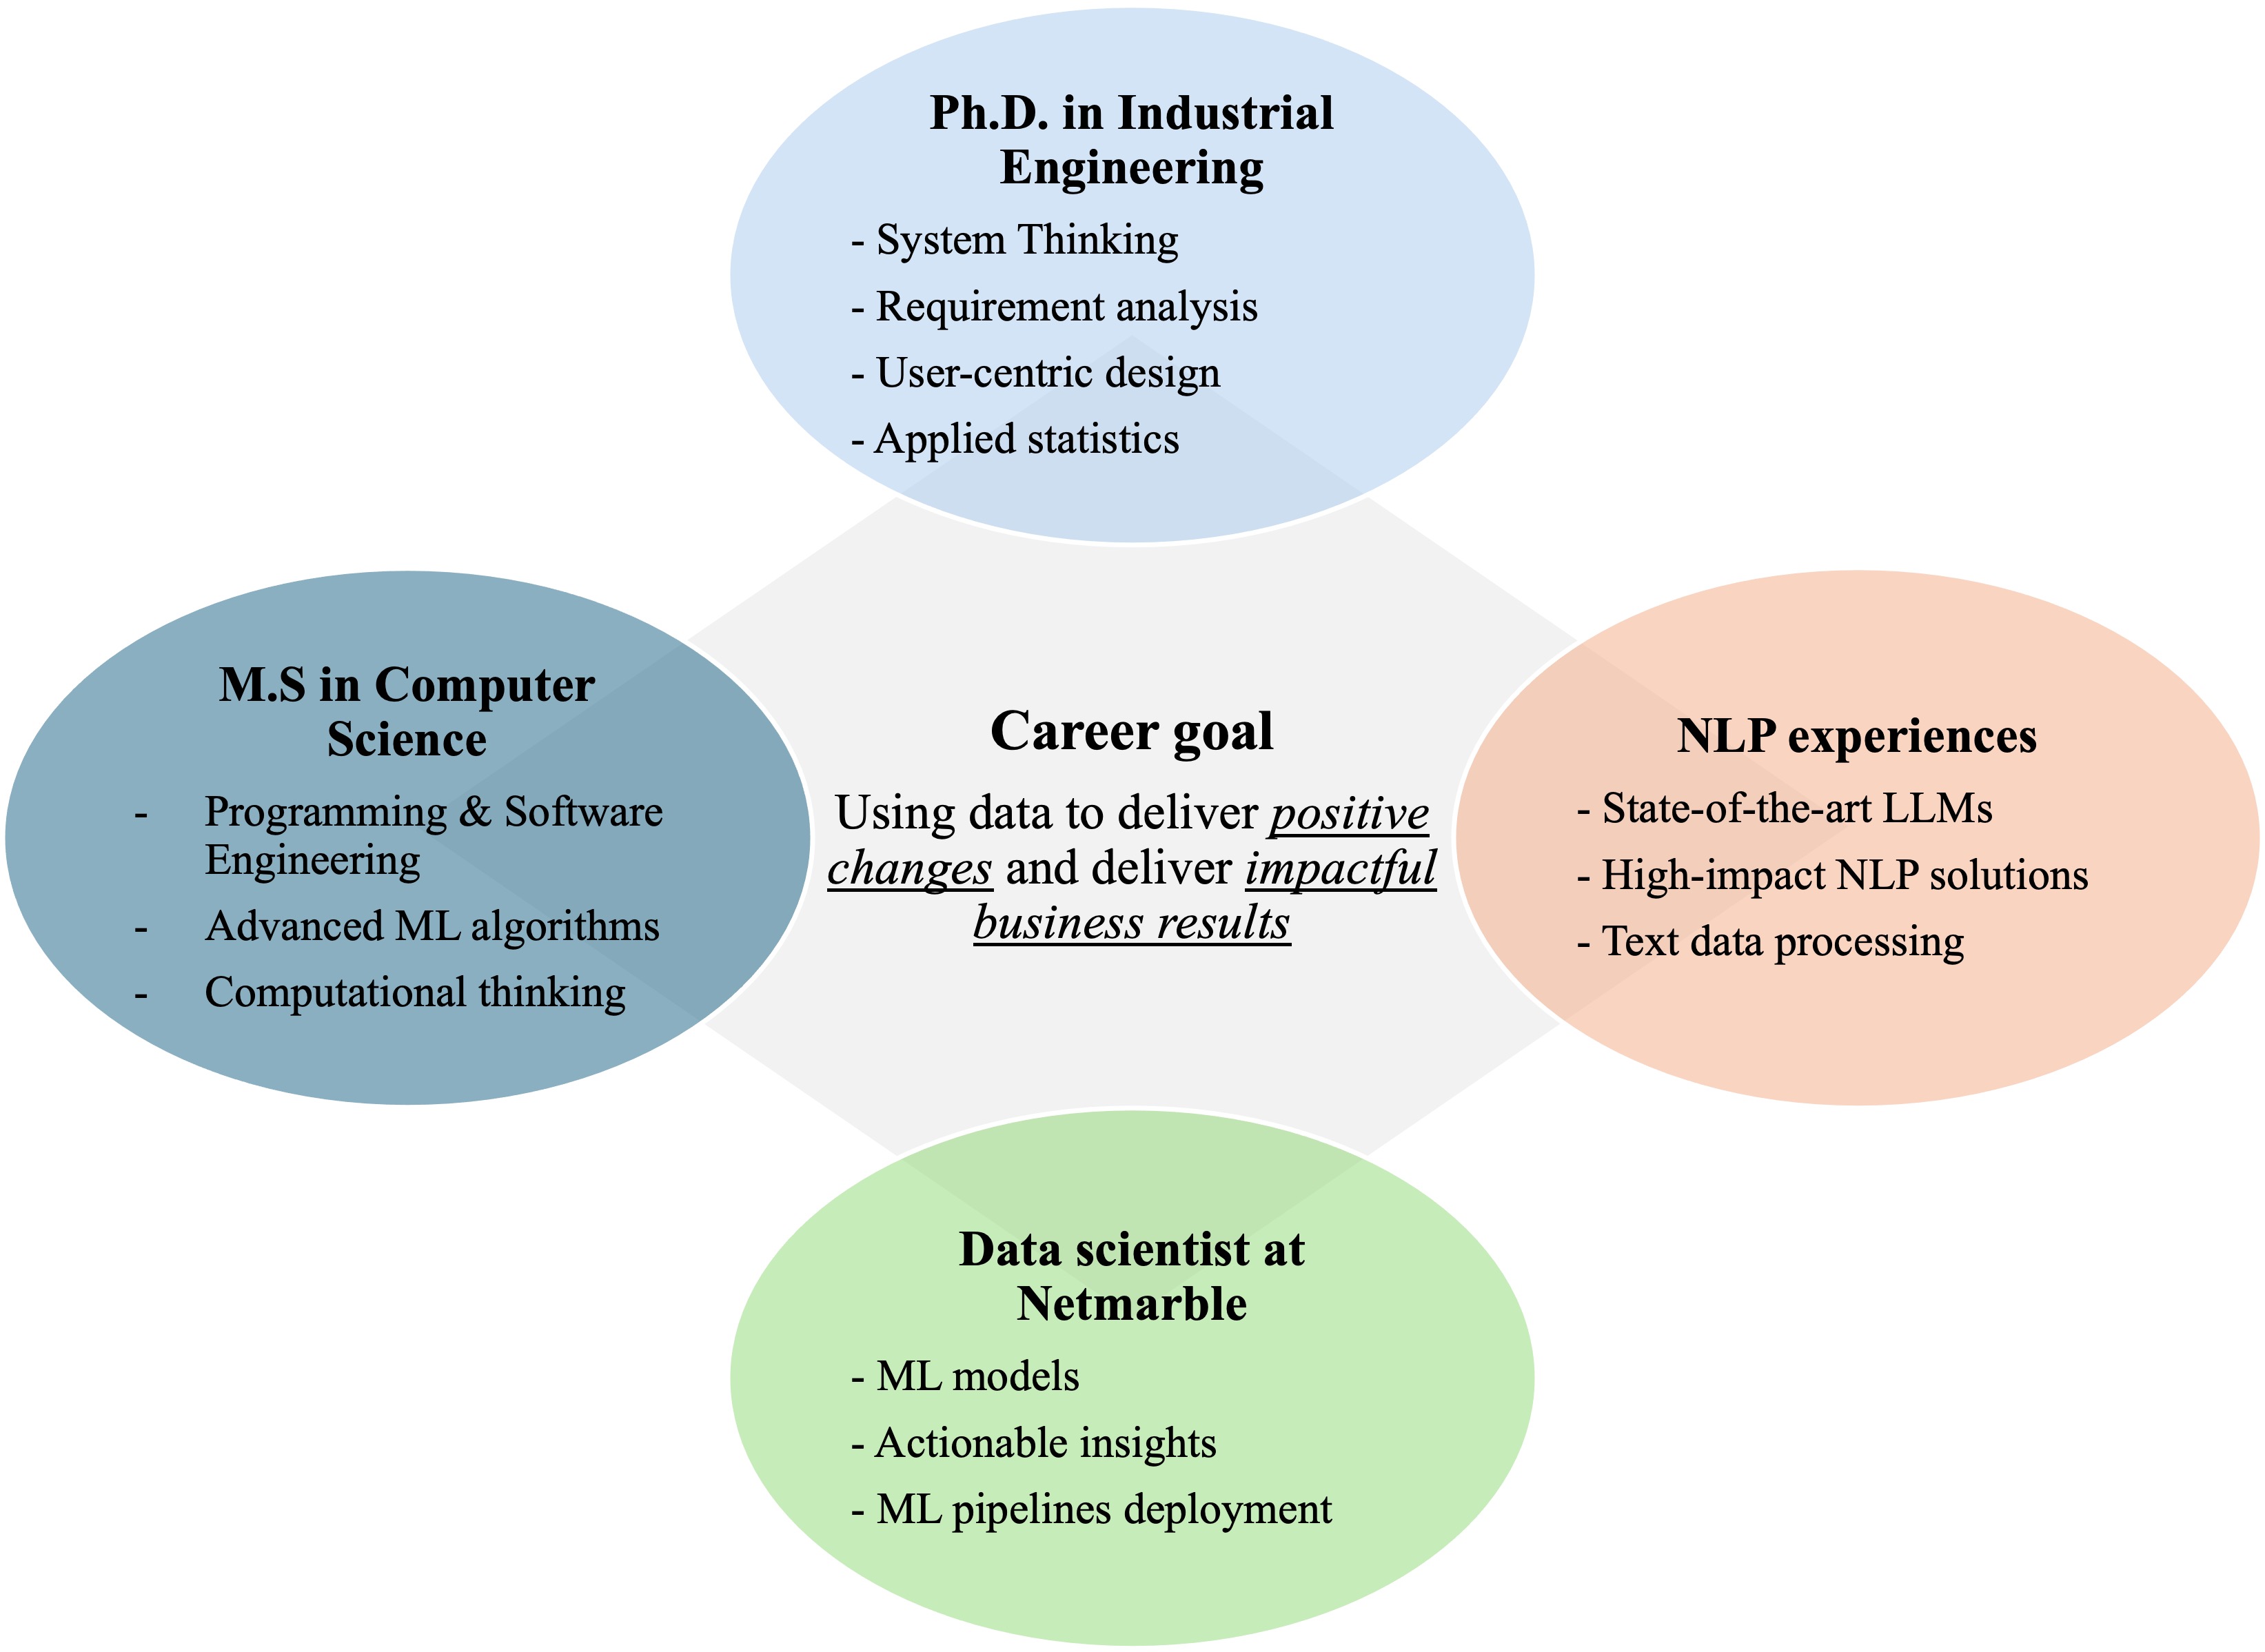 Ph.D. in Industrial
Engineering
- System Thinking
- Requirement analysis
- User-centric design
- Applied statistics
M.S in Computer
Science
- Programming & Software
Engineering
- Advanced ML algorithms
- Computational thinking
Career goal
Using data to deliver positive
changes and deliver impactful
business results
NLP experiences
- State-of-the-art LLMs
- High-impact NLP solutions
- Text data processing
Data scientist at
Netmarble
- ML models
- Actionable insights
- ML pipelines deployment